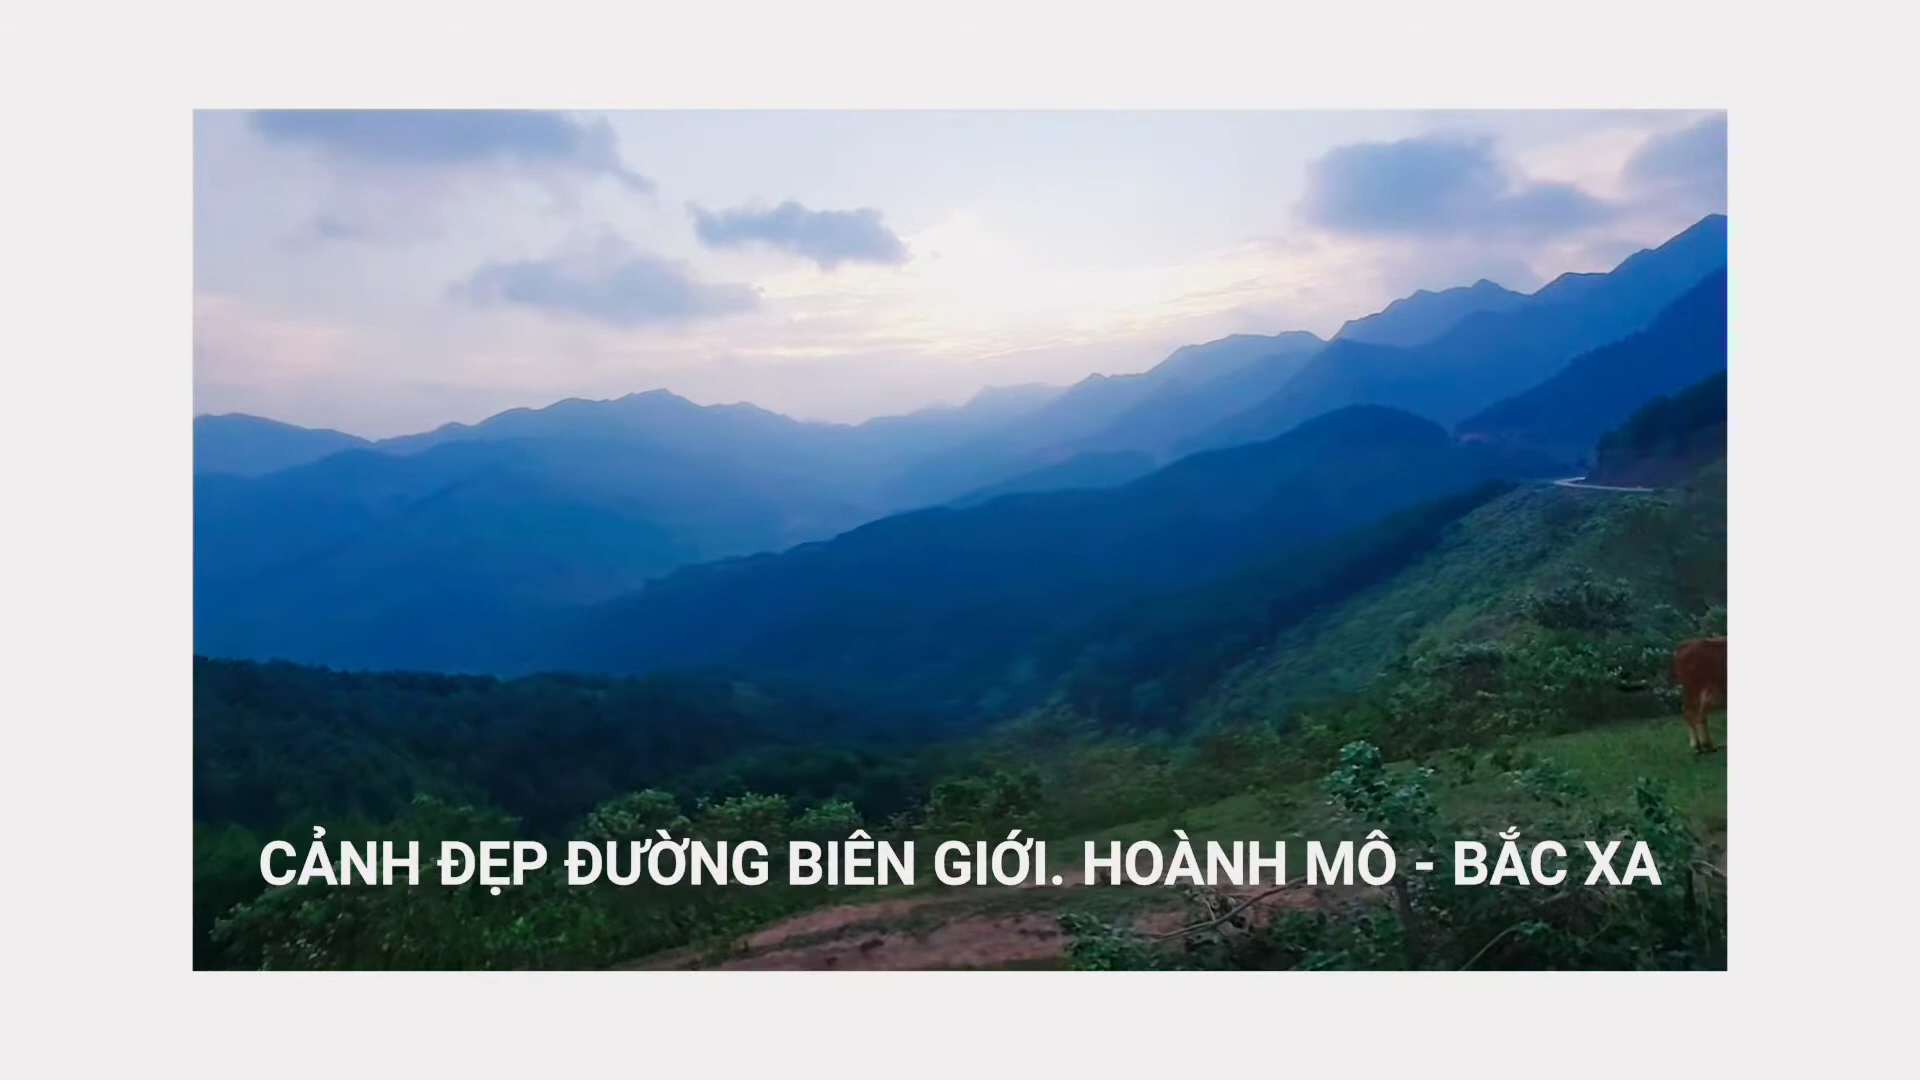 CẢNH ĐẸP ĐƯỜNG BIÊN GIỚI. HOÀNH MÔ - BẮC XA